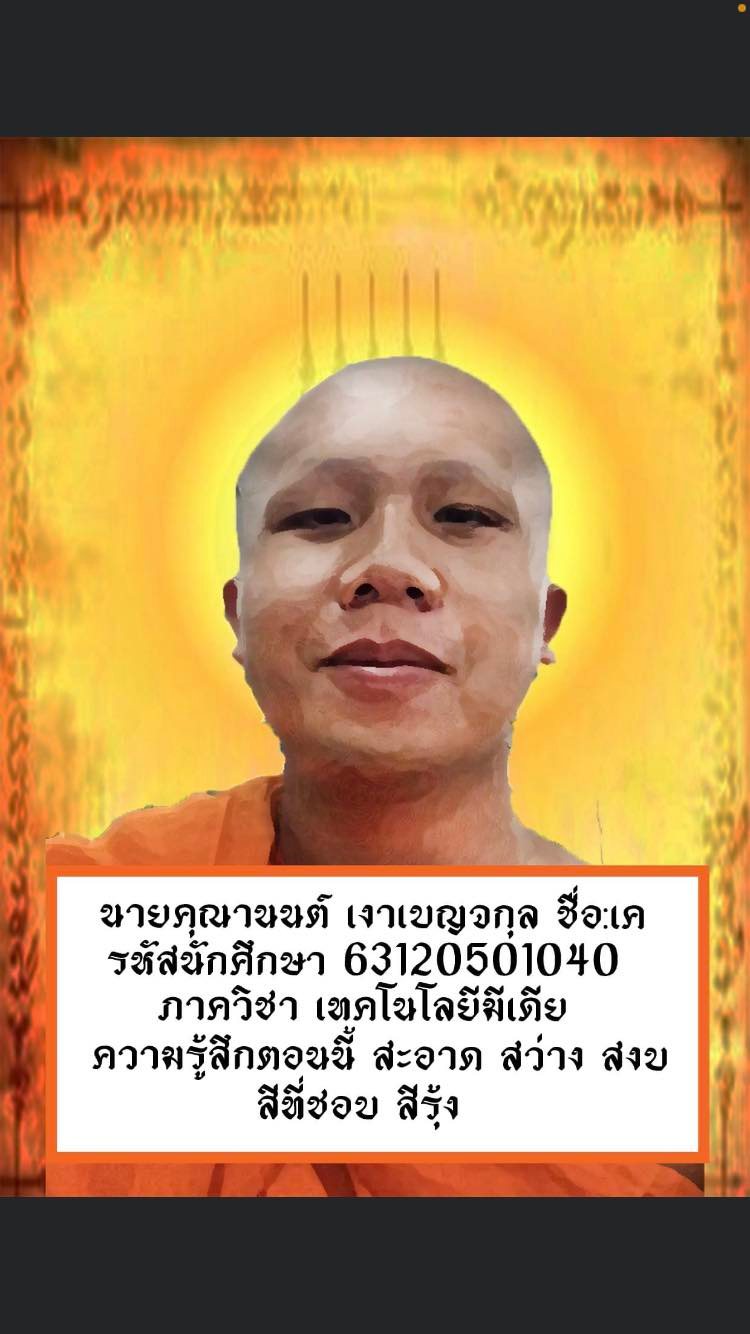 นายคุณานนต์ เงาเบญจกุล ชื่อ:เค
รหัสนักศึกษา 63120501040
ภาควิชา เทคโนโลยีมีเดีย
ความรู้สึกตอนนี้ สะอาด สว่าง สงบ
สีที่ชอบ สีรุ้ง